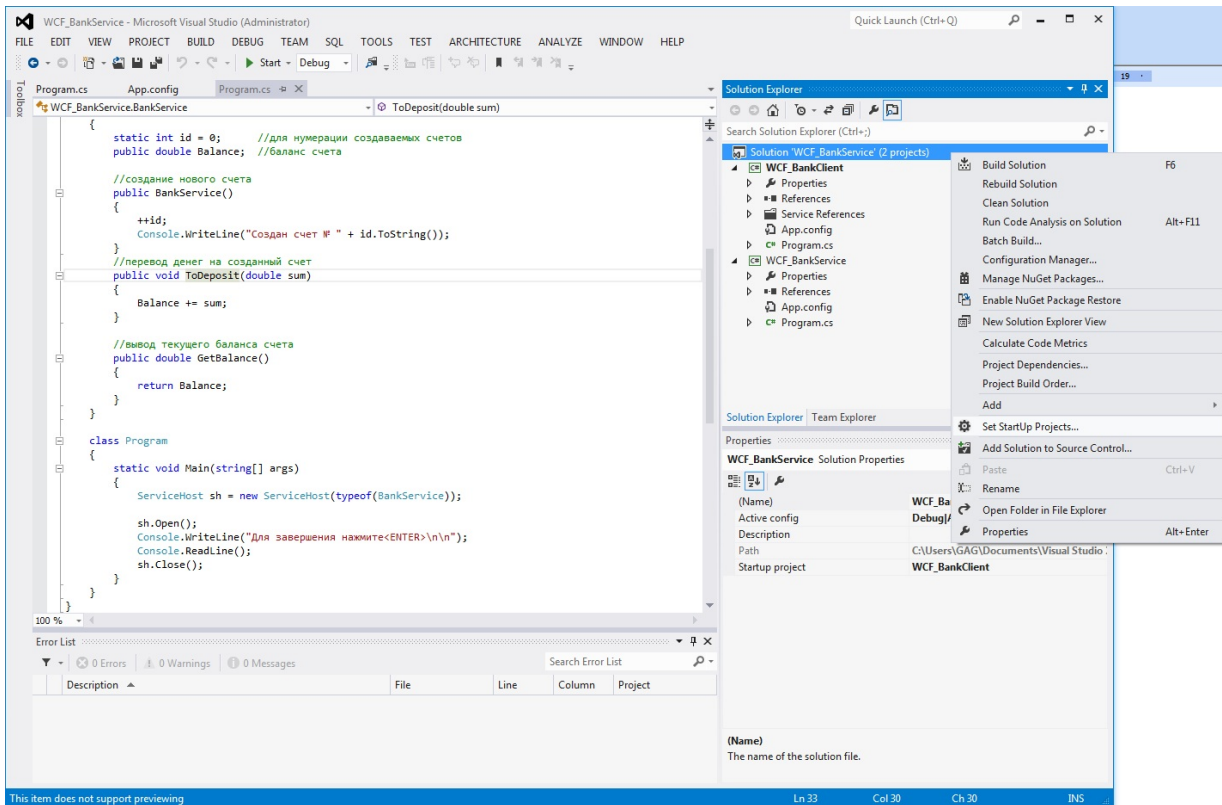 WCF_BankService - Microsoft Visual Studio (Administrator)
Quick Launch (Ctrl+Q)
FILE EDIT VIEW PROJECT BUILD DEBUG TEAM SQL TOOLS TEST ARCHITECTURE ANALYZE WINDOW HELP
Start Debug
19
Toolbox
Program.cs App.config Program.cs
WCF_BankService.BankService ToDeposit(double sum)
{
static int id = 0; //для нумерации создаваемых счетов
public double Balance; //баланс счета
//создание нового счета
public BankService()
{
++id;
Console.WriteLine("Создан счет № " + id.ToString());
}
//перевод денег на созданный счет
public void ToDeposit(double sum)
{
Balance += sum;
}
//вывод текущего баланса счета
public double GetBalance()
{
return Balance;
}
}
class Program
{
static void Main(string[] args)
{
ServiceHost sh = new ServiceHost(typeof(BankService));
sh.Open();
Console.WriteLine("Для завершения нажмите<ENTER>\n\n");
Console.ReadLine();
sh.Close();
}
}
}
100 %
Error List
0 Errors 0 Warnings 0 Messages
Search Error List
Description File Line Column Project
Solution Explorer
Search Solution Explorer (Ctrl+;)
Solution 'WCF_BankService' (2 projects)
C# WCF_BankClient
Properties
References
Service References
App.config
C# Program.cs
C# WCF_BankService
Properties
References
App.config
C# Program.cs
Solution Explorer Team Explorer
Properties
WCF_BankService Solution Properties
(Name) WCF_Ba
Active config Debug|
Description
Path C:\Users\GAG\Documents\Visual Studio
Startup project WCF_BankClient
(Name)
The name of the solution file.
Build Solution F6
Rebuild Solution
Clean Solution
Run Code Analysis on Solution Alt+F11
Batch Build...
Configuration Manager...
Manage NuGet Packages...
Enable NuGet Package Restore
New Solution Explorer View
Calculate Code Metrics
Project Dependencies...
Project Build Order...
Add
Set StartUp Projects...
Add Solution to Source Control...
Paste Ctrl+V
Rename
Open Folder in File Explorer
Properties Alt+Enter
This item does not support previewing Ln 33 Col 30 Ch 30 INS